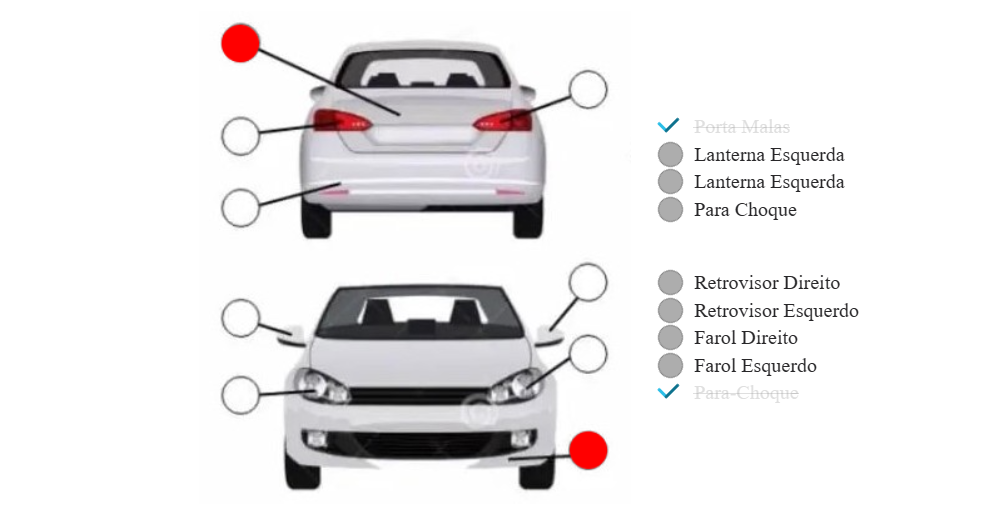 Porta Malas
Lanterna Esquerda
Lanterna Esquerda
Para Choque
Retrovisor Direito
Retrovisor Esquerdo
Farol Direito
Farol Esquerdo
Para-Choque